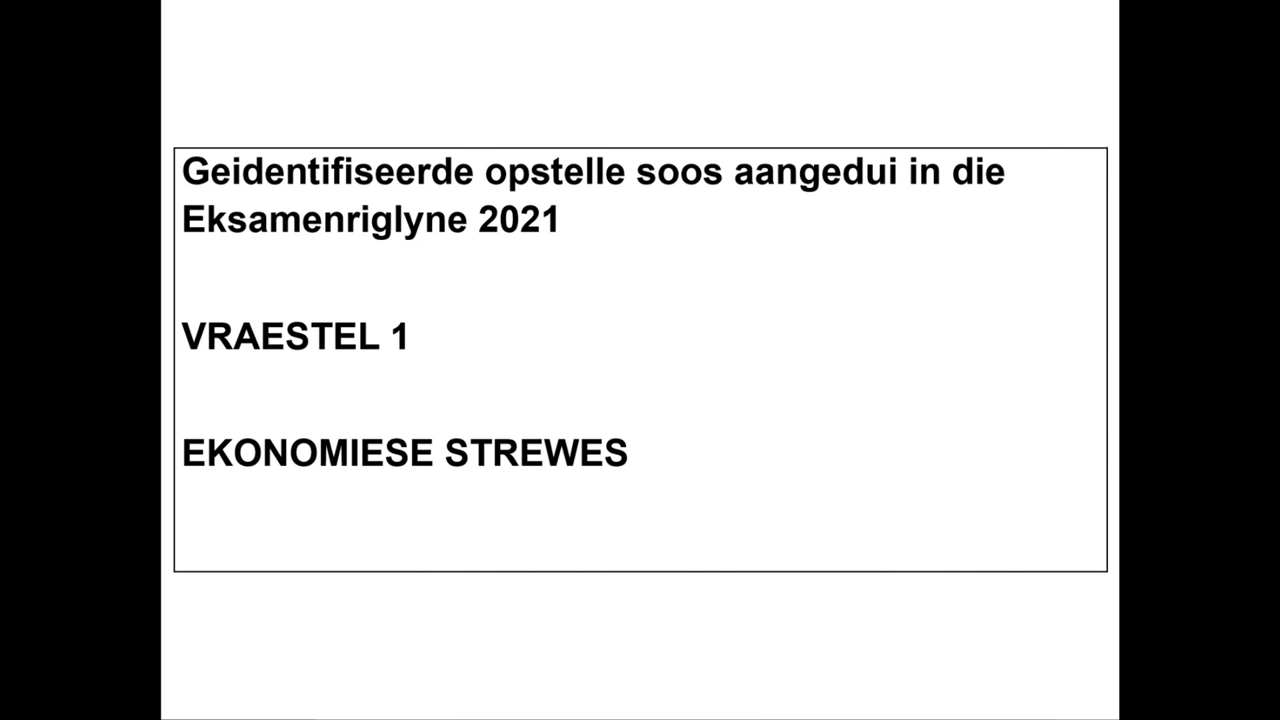 Geidentifiseerde opstelle soos aangedui in die
Eksamenriglyne 2021
VRAESTEL 1
EKONOMIESE STREWES